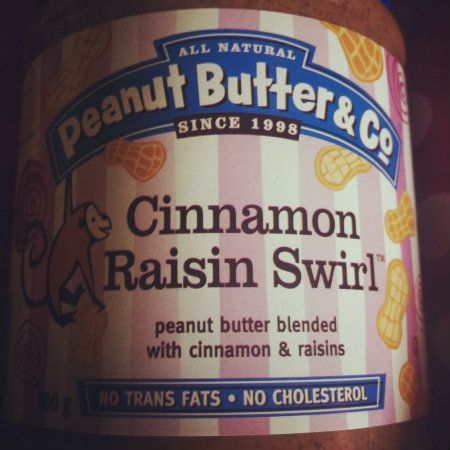 ALL NATURAL
Peanut Butter & Co
SINCE 1998
Cinnamon
Raisin Swirl™
peanut butter blended
with cinnamon & raisins
NO TRANS FATS • NO CHOLESTEROL